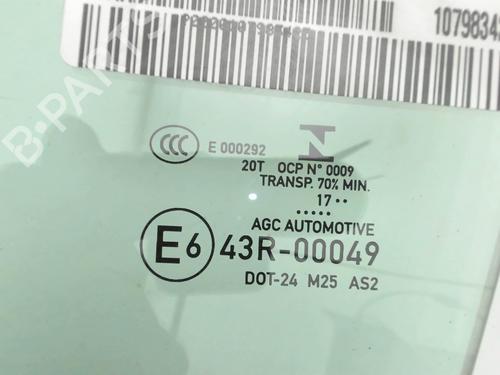 1079834
CCC E 000292
20T OCP N° 0009
TRANSP. 70% MIN.
17 ··
·····
AGC AUTOMOTIVE
E6 43R-00049
DOT-24 M25 AS2
B-PARTS